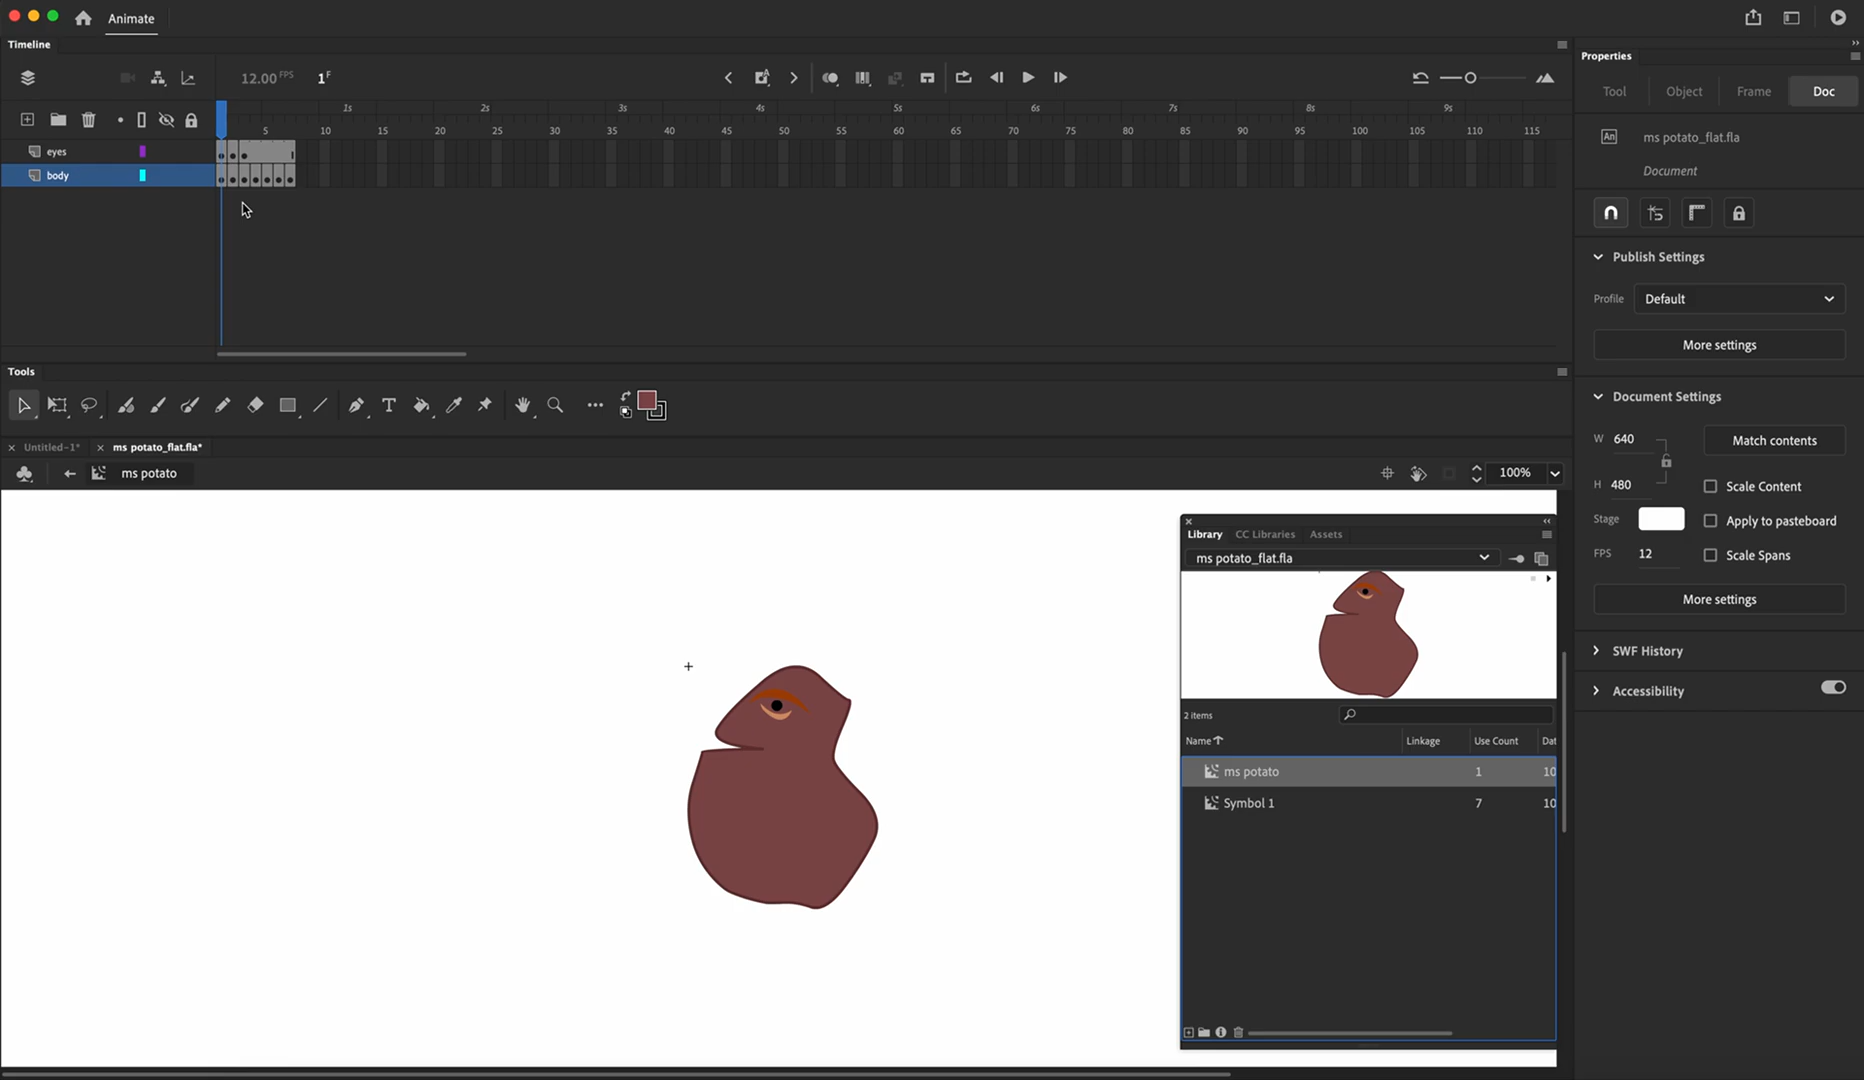 Animate
Timeline
12.00 FPS 1F
1s 2s 3s 4s 5s 6s 7s 8s 9s
5 10 15 20 25 30 35 40 45 50 55 60 65 70 75 80 85 90 95 100 105 110 115
eyes
body
Tools
Untitled-1* ms potato_flat.fla*
ms potato
100%
Library CC Libraries Assets
ms potato_flat.fla
2 items
Name Linkage Use Count Dat
ms potato 1 10
Symbol 1 7 10
Properties
Tool Object Frame Doc
An ms potato_flat.fla
Document
Publish Settings
Profile Default
More settings
Document Settings
W 640 Match contents
H 480 Scale Content
Stage Apply to pasteboard
FPS 12 Scale Spans
More settings
SWF History
Accessibility